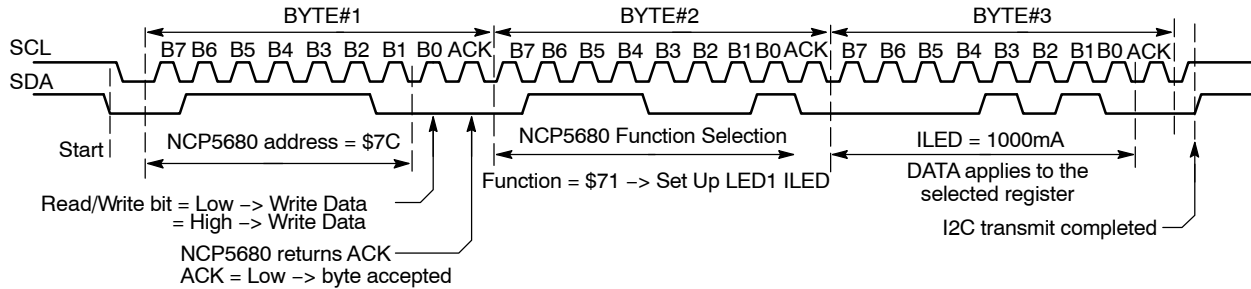 BYTE#1 BYTE#2 BYTE#3
SCL B7 B6 B5 B4 B3 B2 B1 B0 ACK B7 B6 B5 B4 B3 B2 B1 B0 ACK B7 B6 B5 B4 B3 B2 B1 B0 ACK
SDA
Start
NCP5680 address = $7C
NCP5680 Function Selection
ILED = 1000mA
Function = $71 −> Set Up LED1 ILED
DATA applies to the
selected register
Read/Write bit = Low −> Write Data
= High −> Write Data
I2C transmit completed
NCP5680 returns ACK
ACK = Low −> byte accepted